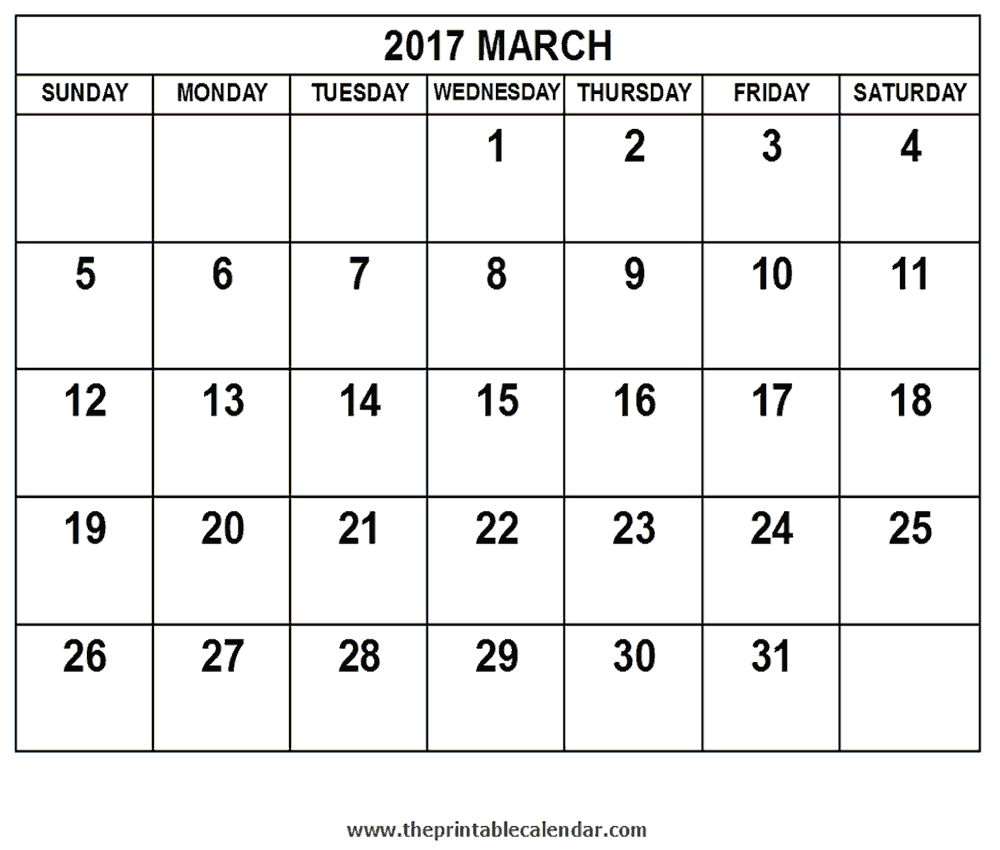 2017 MARCH
SUNDAY MONDAY TUESDAY WEDNESDAY THURSDAY FRIDAY SATURDAY
1 2 3 4
5 6 7 8 9 10 11
12 13 14 15 16 17 18
19 20 21 22 23 24 25
26 27 28 29 30 31
www.theprintablecalendar.com